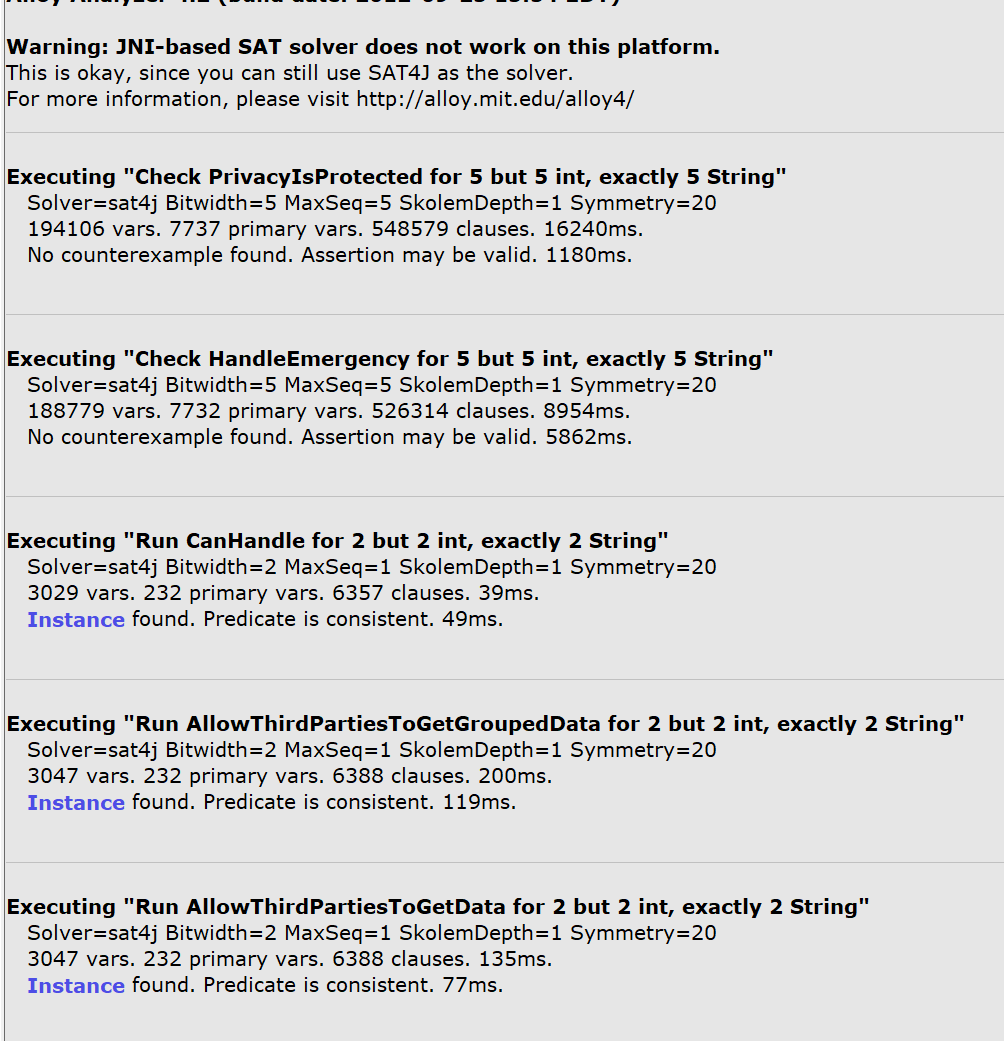 Warning: JNI-based SAT solver does not work on this platform.
This is okay, since you can still use SAT4J as the solver.
For more information, please visit http://alloy.mit.edu/alloy4/
Executing "Check PrivacyIsProtected for 5 but 5 int, exactly 5 String"
Solver=sat4j Bitwidth=5 MaxSeq=5 SkolemDepth=1 Symmetry=20
194106 vars. 7737 primary vars. 548579 clauses. 16240ms.
No counterexample found. Assertion may be valid. 1180ms.
Executing "Check HandleEmergency for 5 but 5 int, exactly 5 String"
Solver=sat4j Bitwidth=5 MaxSeq=5 SkolemDepth=1 Symmetry=20
188779 vars. 7732 primary vars. 526314 clauses. 8954ms.
No counterexample found. Assertion may be valid. 5862ms.
Executing "Run CanHandle for 2 but 2 int, exactly 2 String"
Solver=sat4j Bitwidth=2 MaxSeq=1 SkolemDepth=1 Symmetry=20
3029 vars. 232 primary vars. 6357 clauses. 39ms.
Instance found. Predicate is consistent. 49ms.
Executing "Run AllowThirdPartiesToGetGroupedData for 2 but 2 int, exactly 2 String"
Solver=sat4j Bitwidth=2 MaxSeq=1 SkolemDepth=1 Symmetry=20
3047 vars. 232 primary vars. 6388 clauses. 200ms.
Instance found. Predicate is consistent. 119ms.
Executing "Run AllowThirdPartiesToGetData for 2 but 2 int, exactly 2 String"
Solver=sat4j Bitwidth=2 MaxSeq=1 SkolemDepth=1 Symmetry=20
3047 vars. 232 primary vars. 6388 clauses. 135ms.
Instance found. Predicate is consistent. 77ms.